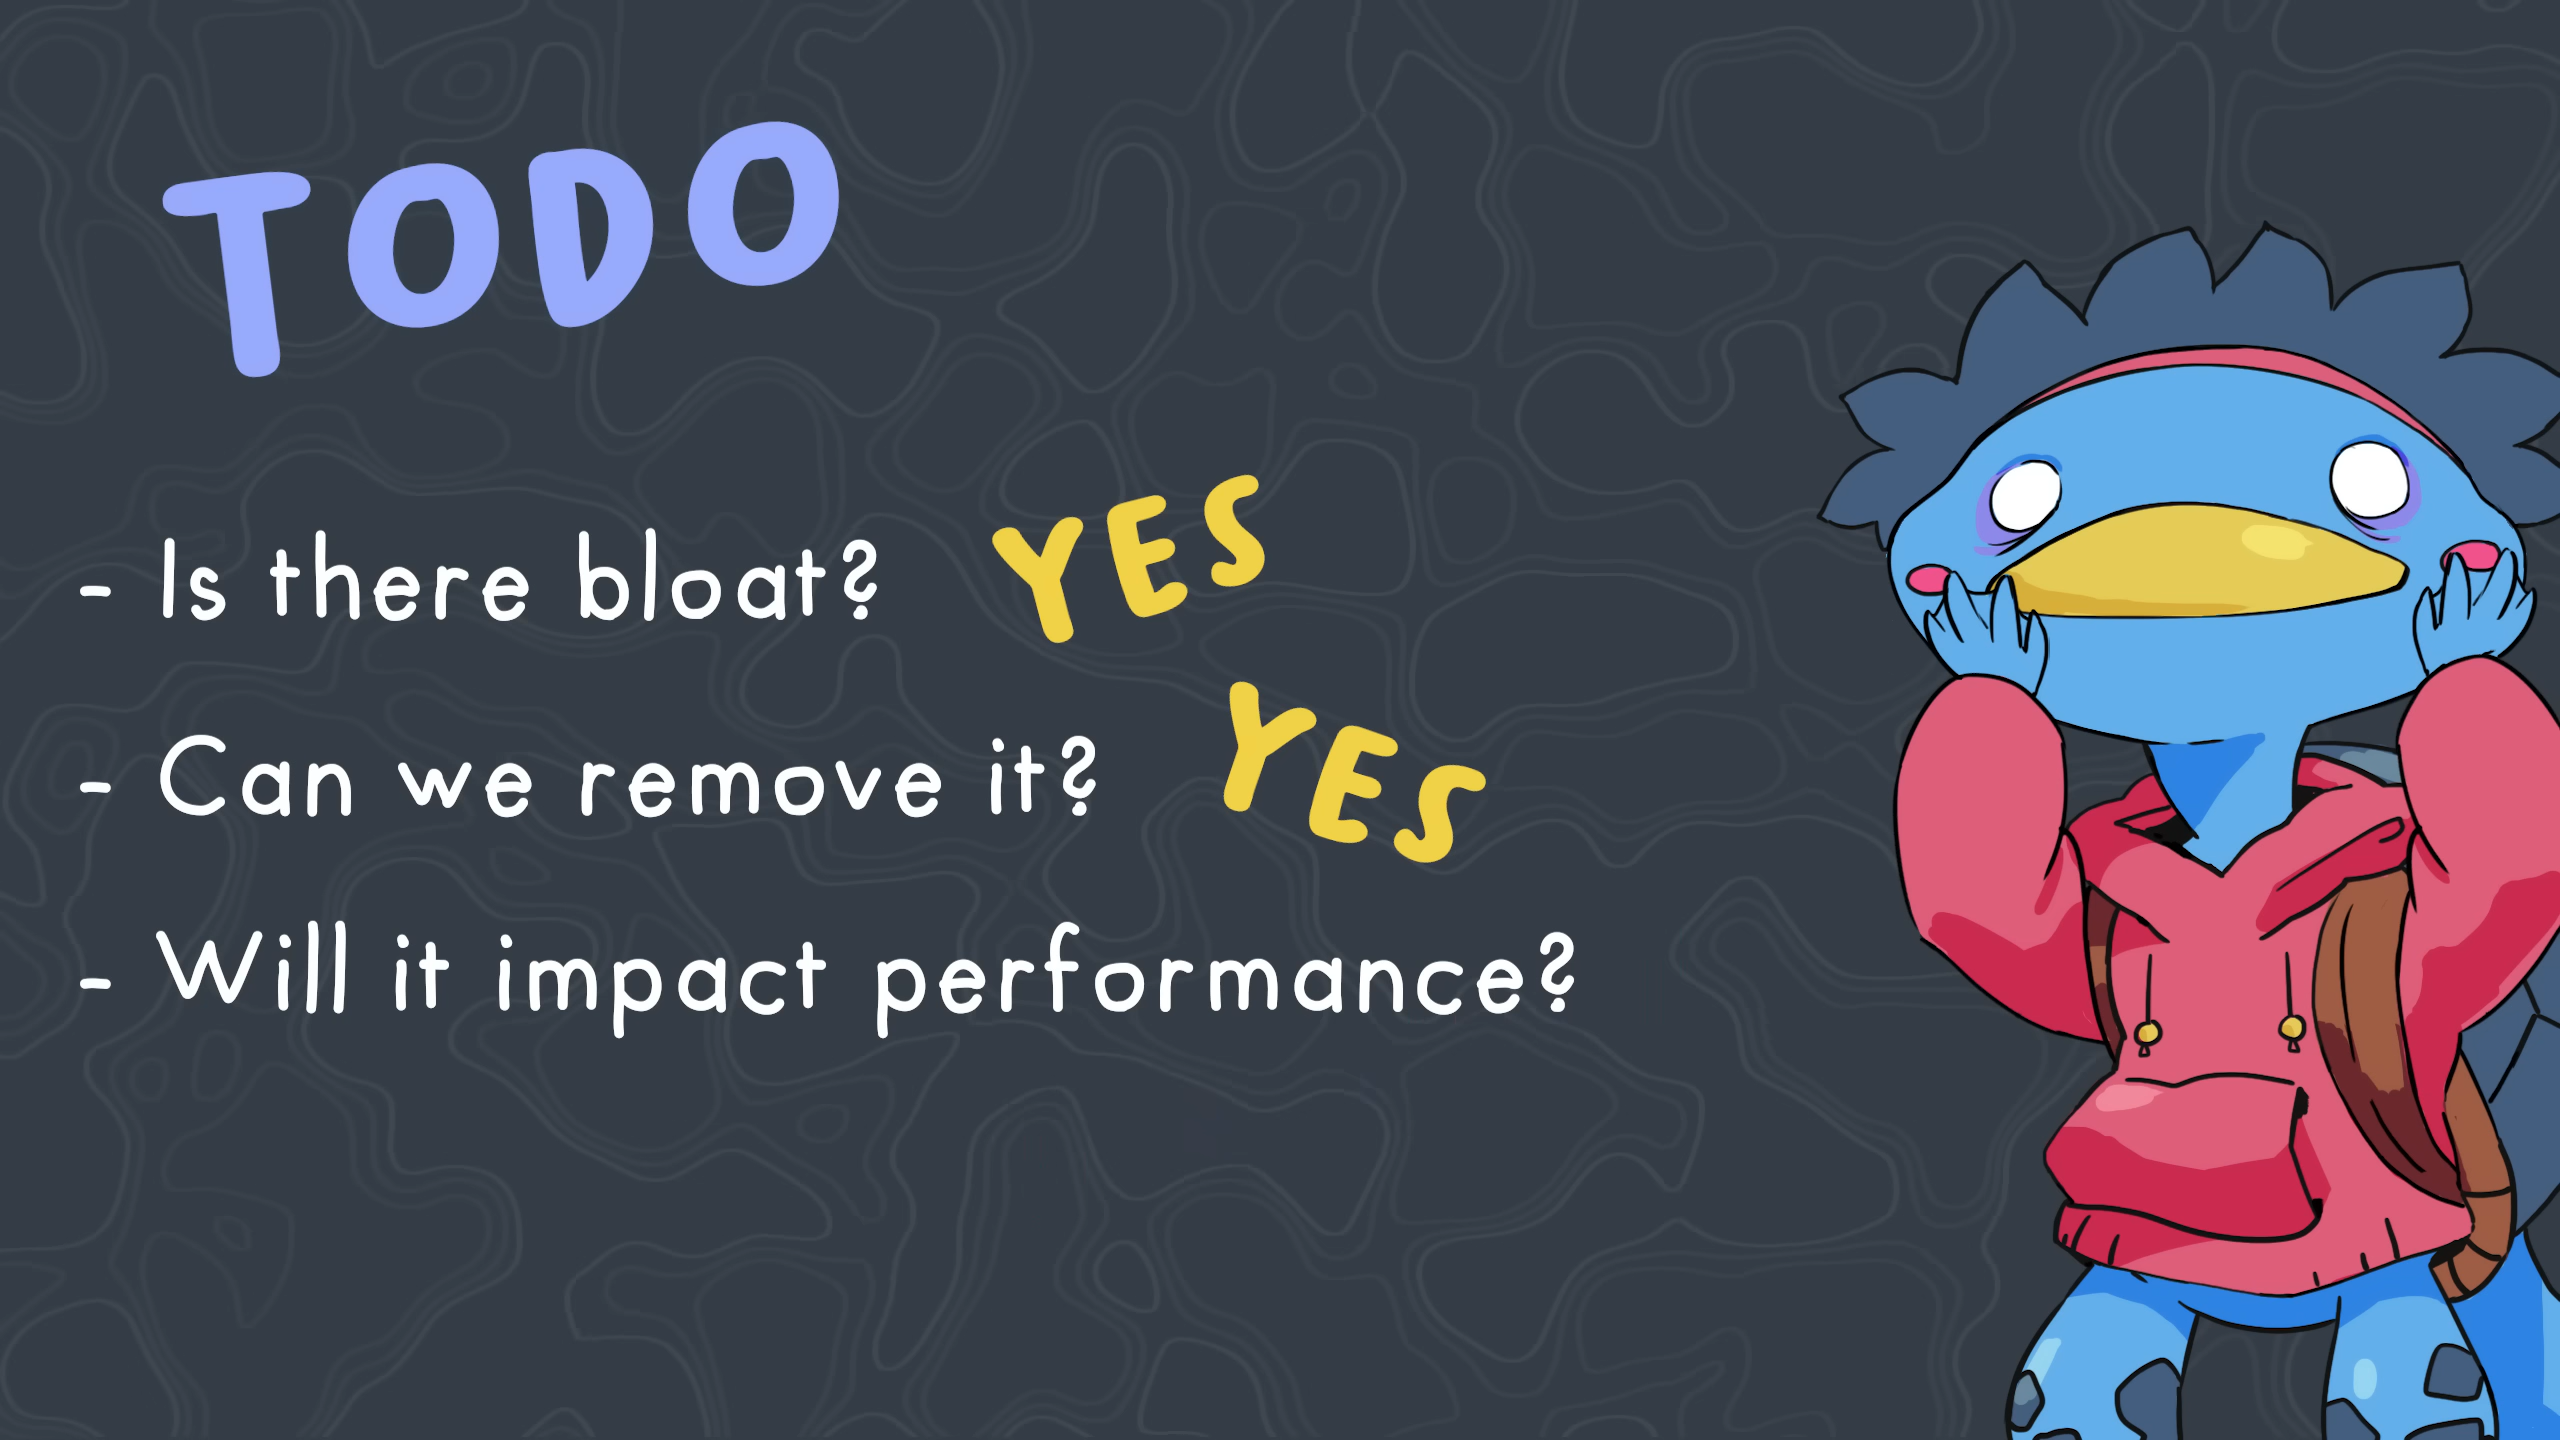 TODO
- Is there bloat? YES
- Can we remove it? YES
- Will it impact performance?